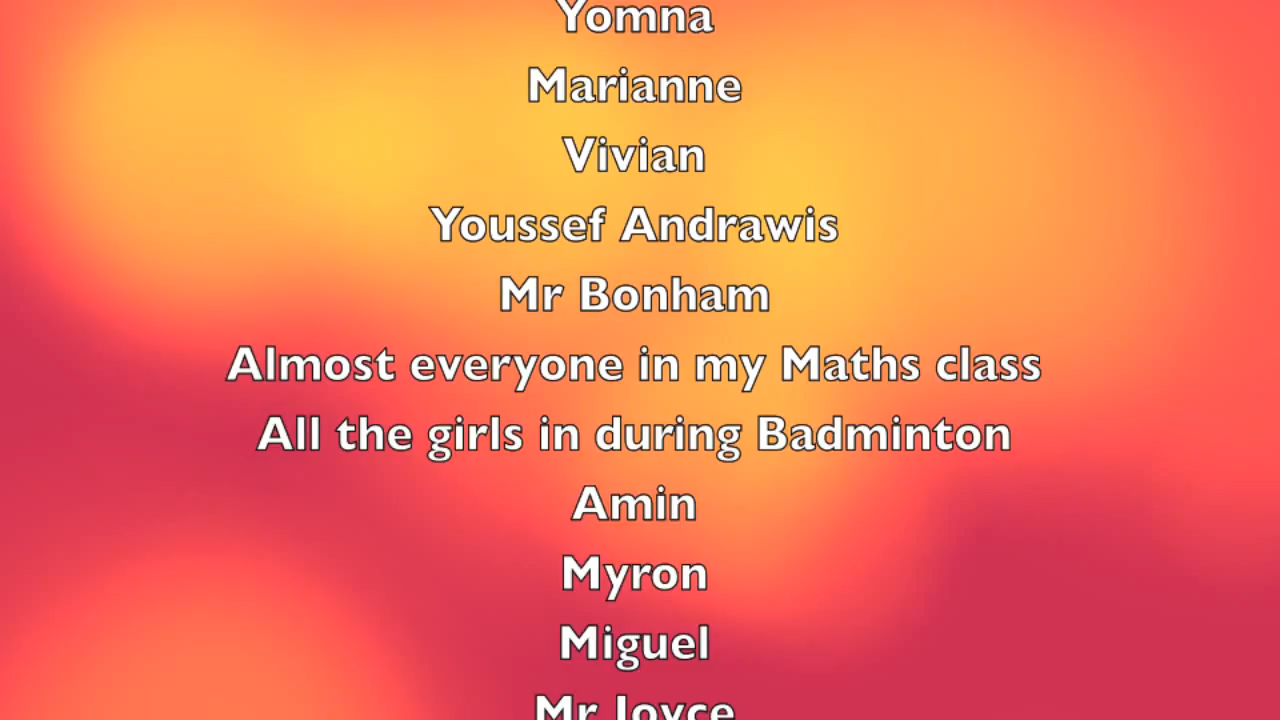 Yomna
Marianne
Vivian
Youssef Andrawis
Mr Bonham
Almost everyone in my Maths class
All the girls in during Badminton
Amin
Myron
Miguel
Mr Joyce